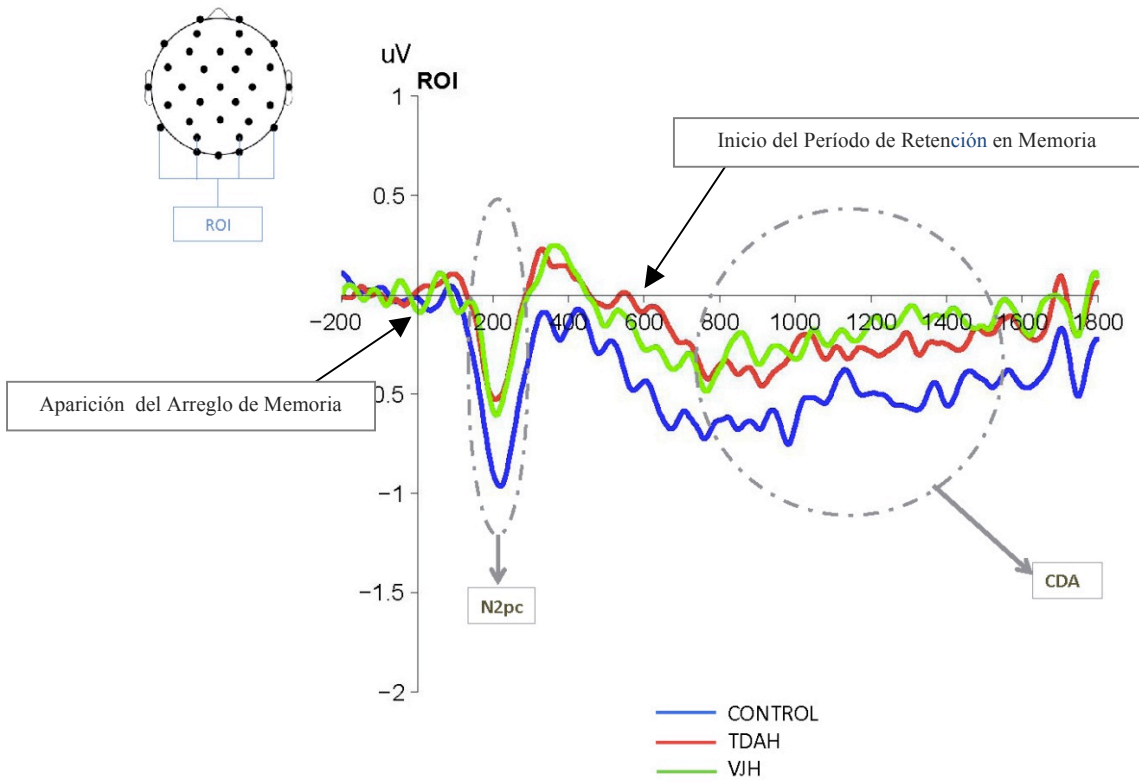 uV
ROI
1
Inicio del Período de Retención en Memoria
0.5
ROI
−200
200
400
600
800
1000
1200
1400
1600
1800
Aparición del Arreglo de Memoria
0.5
−1
−1.5
N2pc
CDA
−2
CONTROL
TDAH
VJH